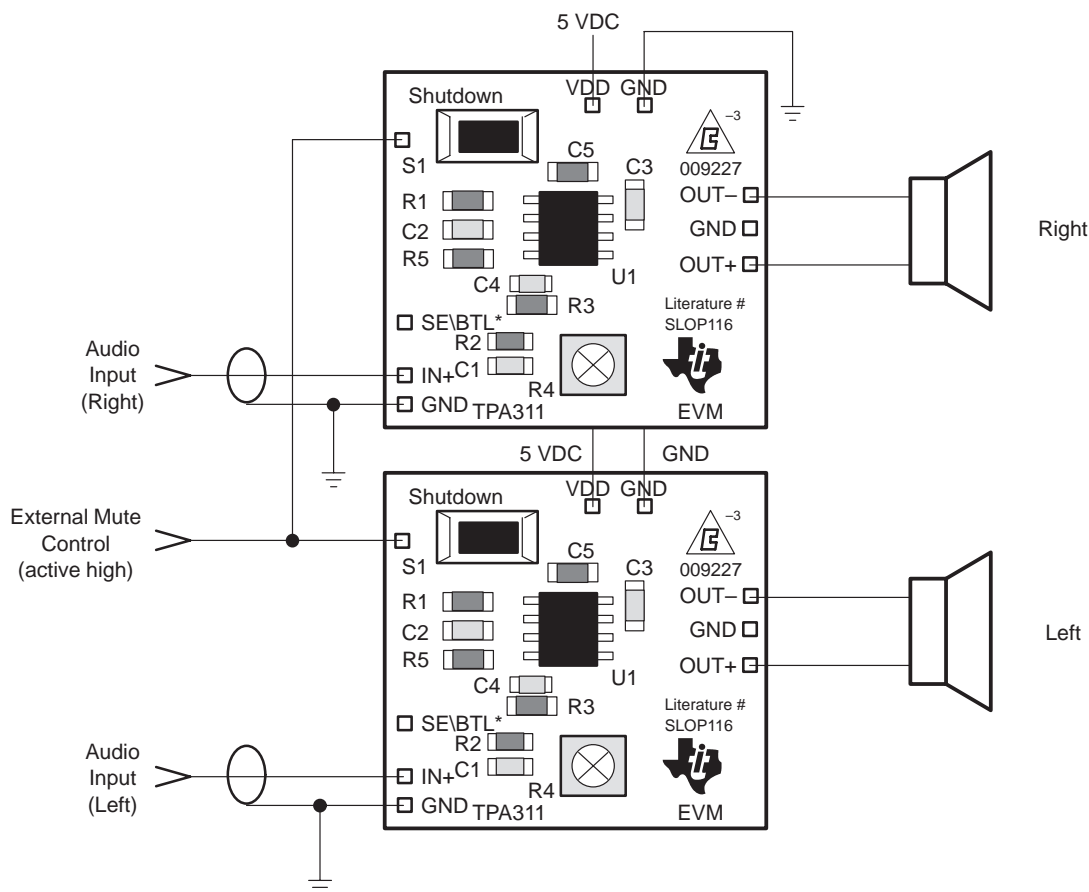 5 VDC
VDD GND
Shutdown
S1
C5
C3
–3
009227
R1
C2
R5
OUT–
GND
OUT+
Right
U1
C4
R3
Literature #
SLOP116
SE\BTL*
R2
C1
R4
Audio
Input
(Right)
IN+
GND
TPA311
EVM
5 VDC
GND
VDD GND
Shutdown
External Mute
Control
(active high)
S1
C5
C3
–3
009227
R1
C2
R5
OUT–
GND
OUT+
Left
U1
C4
R3
Literature #
SLOP116
SE\BTL*
R2
C1
R4
Audio
Input
(Left)
IN+
GND
TPA311
EVM